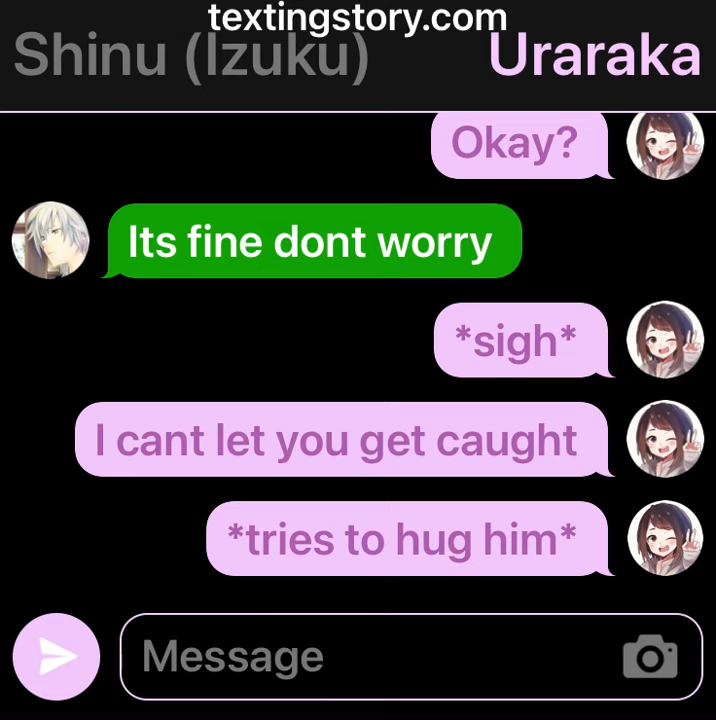 textingstory.com
Shinu (Izuku)
Uraraka
Okay?
Its fine dont worry
*sigh*
I cant let you get caught
*tries to hug him*
Message